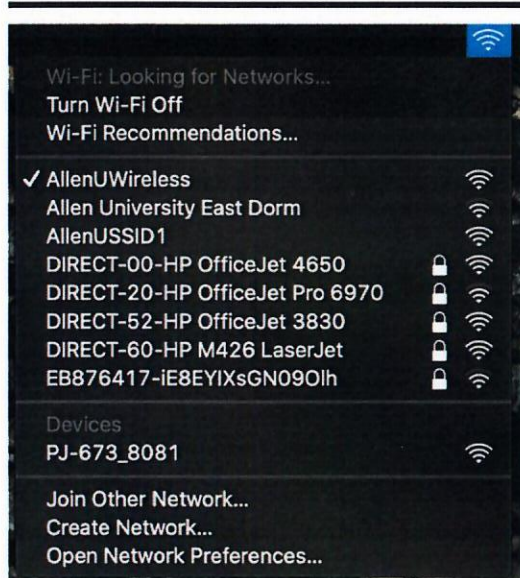 Wi-Fi: Looking for Networks...
Turn Wi-Fi Off
Wi-Fi Recommendations...
✓ AllenUWireless
Allen University East Dorm
AllenUSSID1
DIRECT-00-HP OfficeJet 4650
DIRECT-20-HP OfficeJet Pro 6970
DIRECT-52-HP OfficeJet 3830
DIRECT-60-HP M426 LaserJet
EB876417-iE8EYIXsGN09Olh
Devices
PJ-673_8081
Join Other Network...
Create Network...
Open Network Preferences...